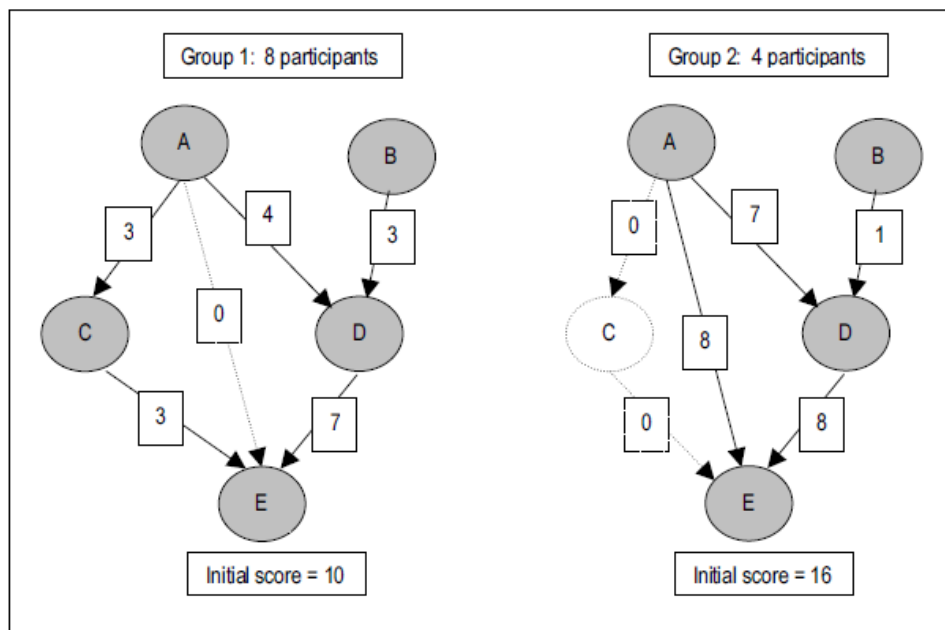 Group 1: 8 participants
Group 2: 4 participants
A
B
A
B
3
4
3
0
7
1
C
0
D
C
8
D
3
7
0
8
E
E
Initial score = 10
Initial score = 16